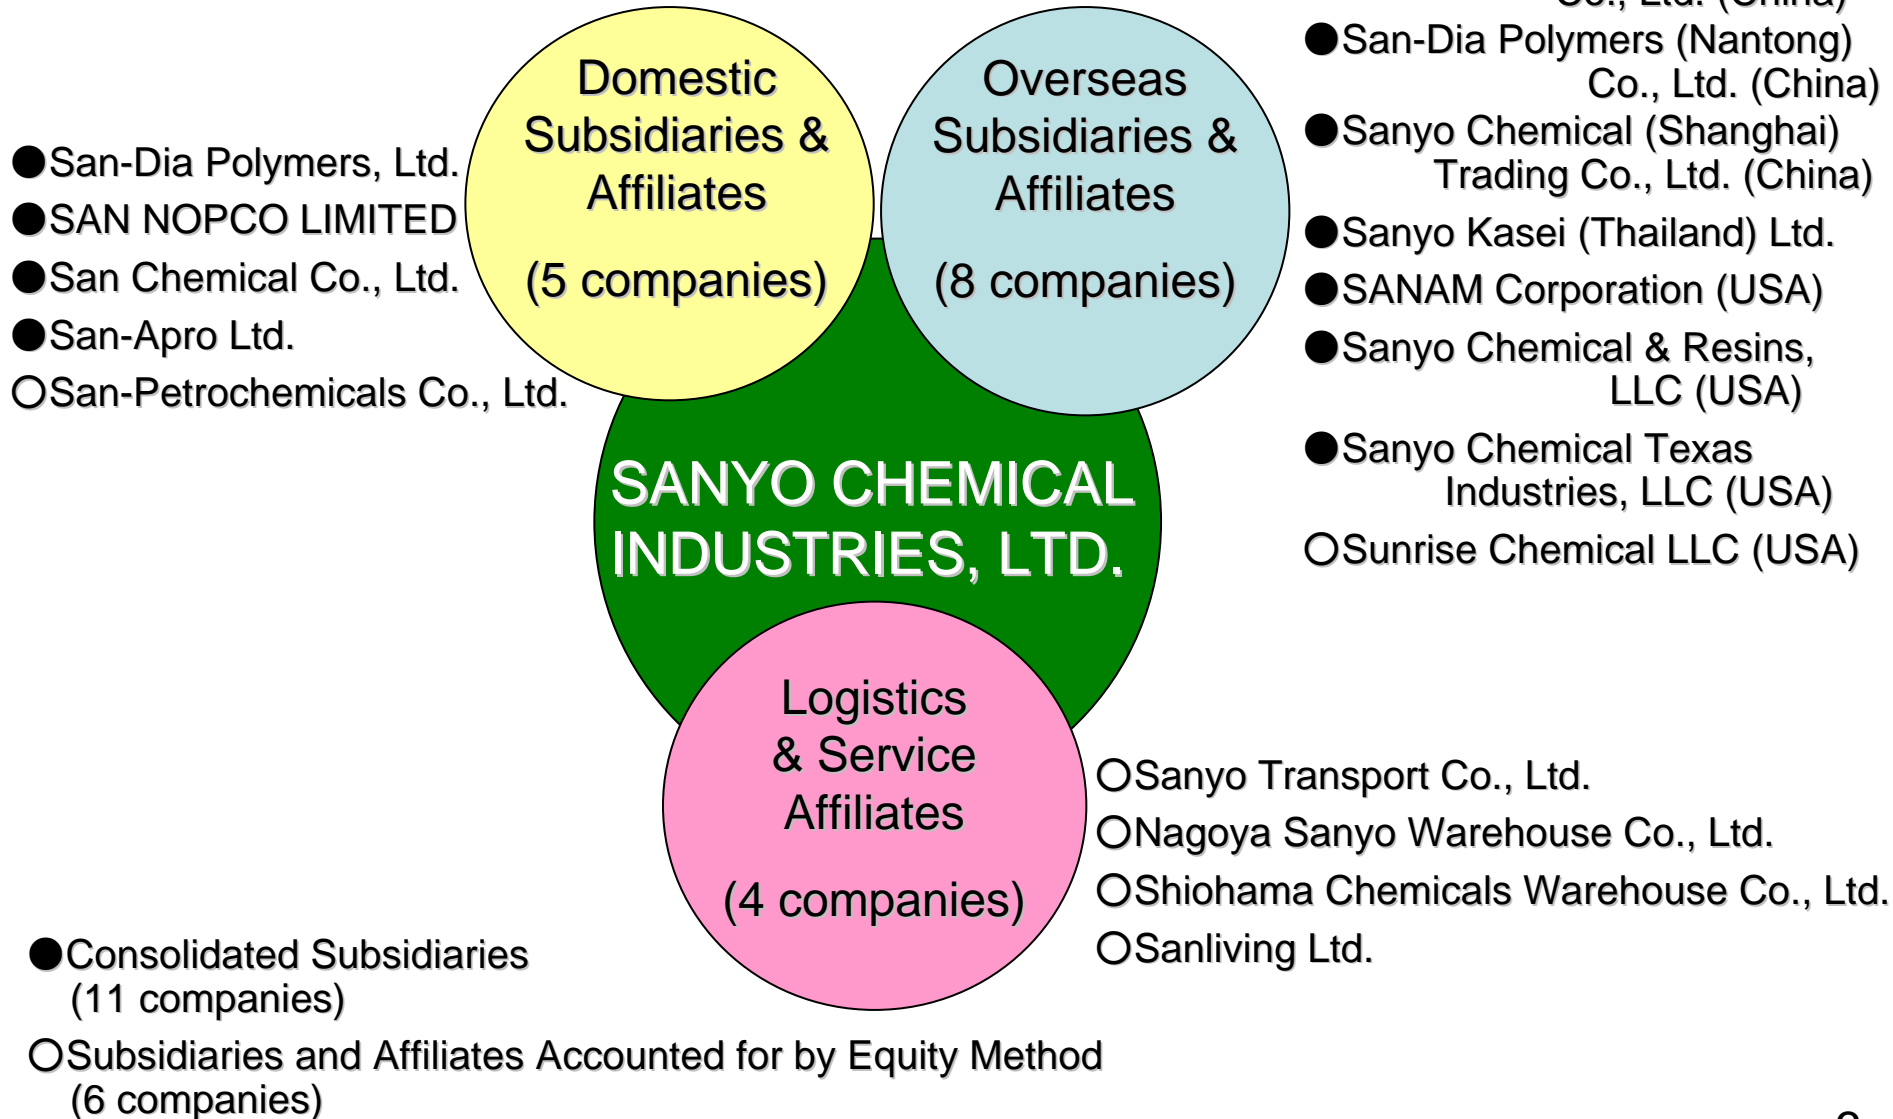 Co., Ltd. (China)
●San-Dia Polymers (Nantong)
Co., Ltd. (China)
●Sanyo Chemical (Shanghai)
Trading Co., Ltd. (China)
●Sanyo Kasei (Thailand) Ltd.
●SANAM Corporation (USA)
●Sanyo Chemical & Resins,
LLC (USA)
●Sanyo Chemical Texas
Industries, LLC (USA)
○Sunrise Chemical LLC (USA)
Domestic
Subsidiaries &
Affiliates
(5 companies)
Overseas
Subsidiaries &
Affiliates
(8 companies)
●San-Dia Polymers, Ltd.
●SAN NOPCO LIMITED
●San Chemical Co., Ltd.
●San-Apro Ltd.
○San-Petrochemicals Co., Ltd.
SANYO CHEMICAL
INDUSTRIES, LTD.
Logistics
& Service
Affiliates
(4 companies)
○Sanyo Transport Co., Ltd.
○Nagoya Sanyo Warehouse Co., Ltd.
○Shiohama Chemicals Warehouse Co., Ltd.
○Sanliving Ltd.
●Consolidated Subsidiaries
(11 companies)
○Subsidiaries and Affiliates Accounted for by Equity Method
(6 companies)